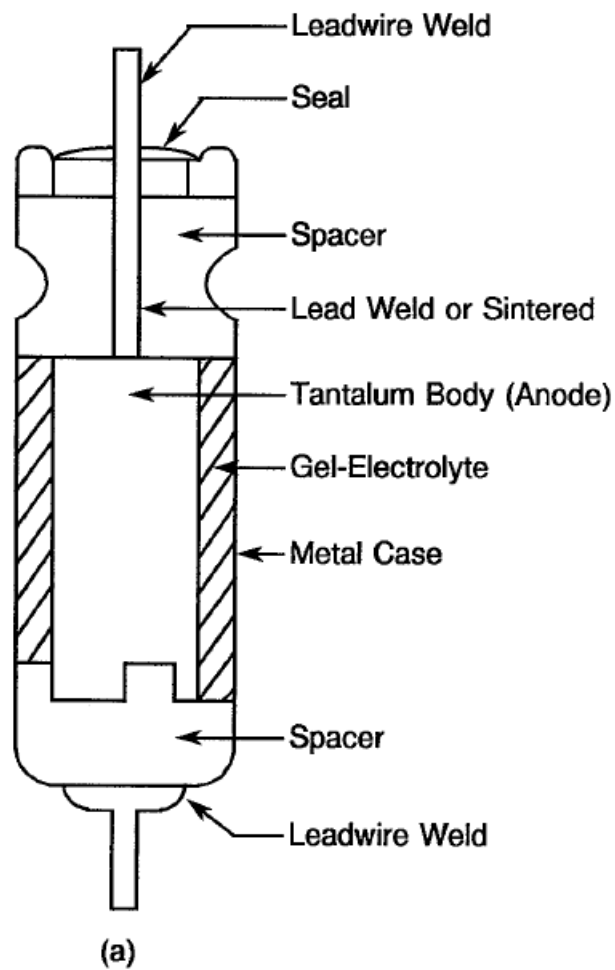 Leadwire Weld
Seal
Spacer
Lead Weld or Sintered
Tantalum Body (Anode)
Gel-Electrolyte
Metal Case
Spacer
Leadwire Weld
(a)